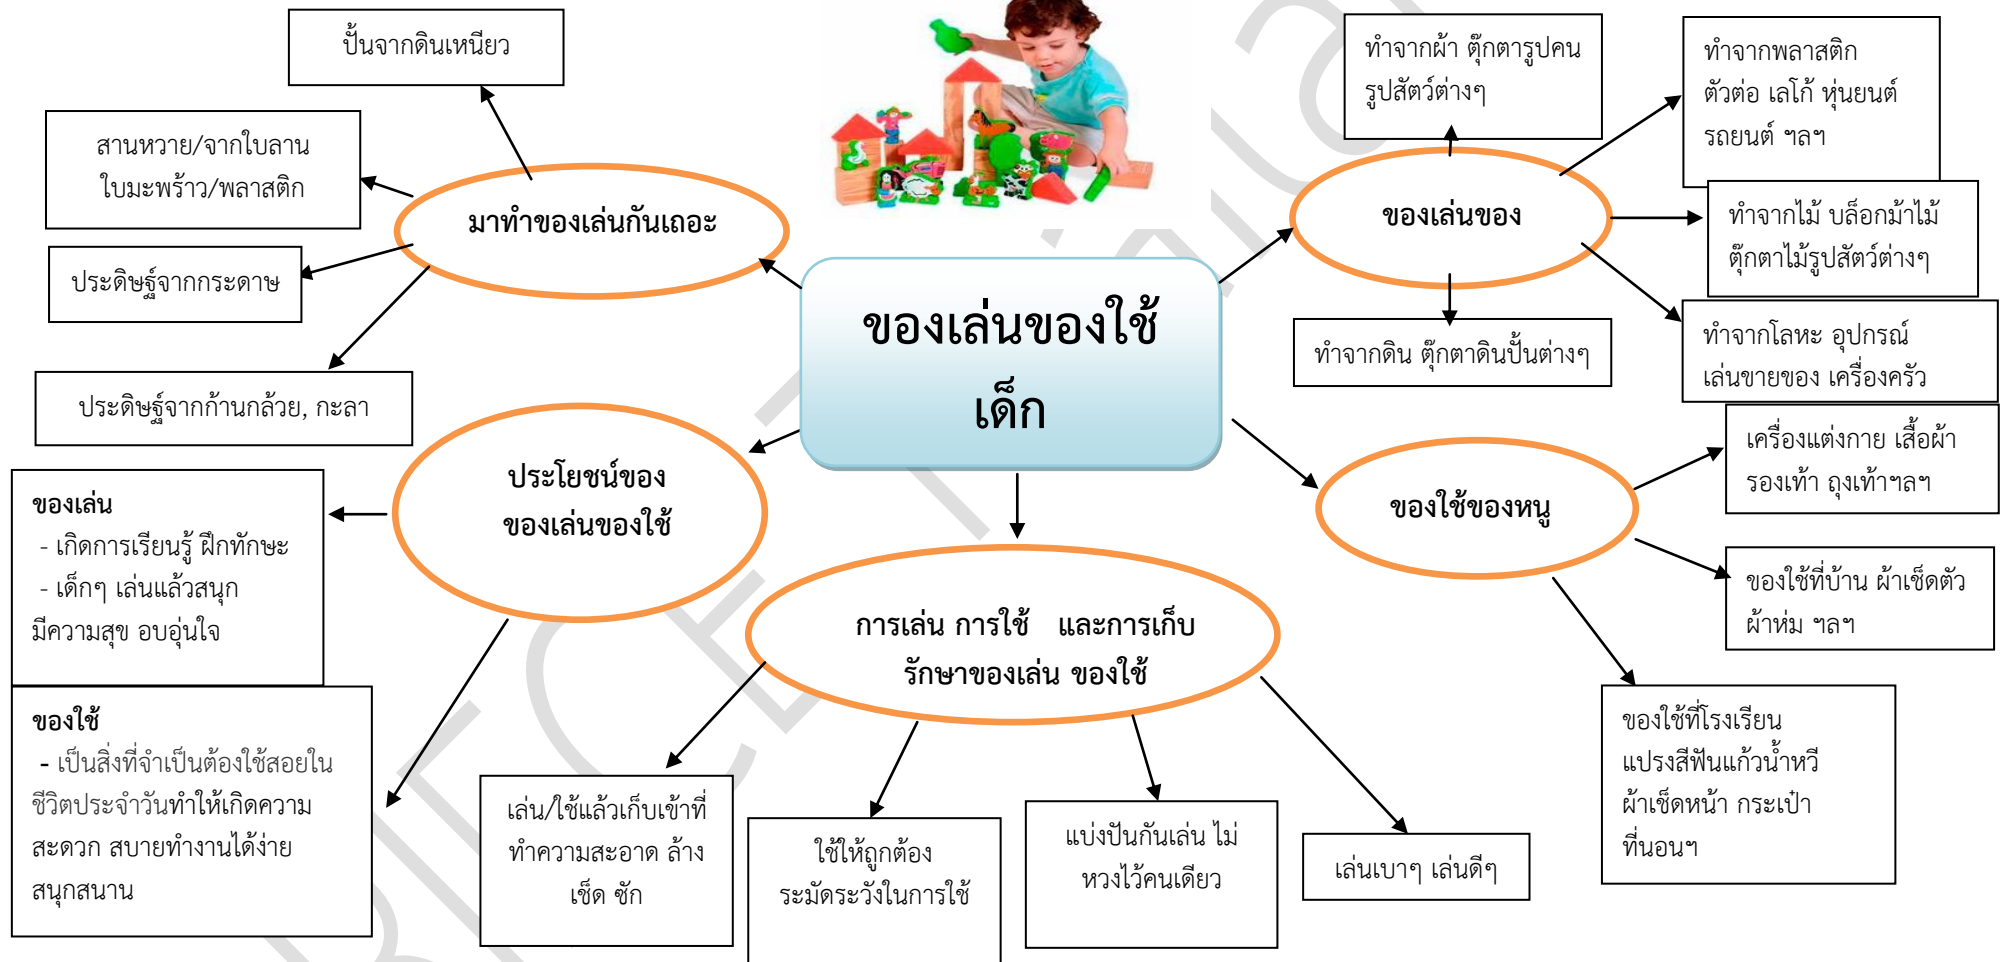 ปั้นจากดินเหนียว
สานหวาย/จากใบลาน
ใบมะพร้าว/พลาสติก
ประดิษฐ์จากกระดาษ
ประดิษฐ์จากก้านกล้วย, กะลา
มาทำของเล่นกันเถอะ
ทำจากผ้า ตุ๊กตารูปคน
รูปสัตว์ต่างๆ
ทำจากพลาสติก
ตัวต่อ เลโก้ หุ่นยนต์
รถยนต์ ฯลฯ
ของเล่นของ
ทำจากไม้ บล็อกม้าไม้
ตุ๊กตาไม้รูปสัตว์ต่างๆ
ทำจากดิน ตุ๊กตาดินปั้นต่างๆ
ทำจากโลหะ อุปกรณ์
เล่นขายของ เครื่องครัว
ของเล่นของใช้
เด็ก
ประโยชน์ของ
ของเล่นของใช้
ของเล่น
- เกิดการเรียนรู้ ฝึกทักษะ
- เด็กๆ เล่นแล้วสนุก
มีความสุข อบอุ่นใจ
ของใช้
- เป็นสิ่งที่จำเป็นต้องใช้สอยใน
ชีวิตประจำวันทำให้เกิดความ
สะดวก สบายทำงานได้ง่าย
สนุกสนาน
การเล่น การใช้ และการเก็บ
รักษาของเล่น ของใช้
เล่น/ใช้แล้วเก็บเข้าที่
ทำความสะอาด ล้าง
เช็ด ซัก
ใช้ให้ถูกต้อง
ระมัดระวังในการใช้
แบ่งปันกันเล่น ไม่
หวงไว้คนเดียว
เล่นเบาๆ เล่นดีๆ
ของใช้ของหนู
เครื่องแต่งกาย เสื้อผ้า
รองเท้า ถุงเท้าฯลฯ
ของใช้ที่บ้าน ผ้าเช็ดตัว
ผ้าห่ม ฯลฯ
ของใช้ที่โรงเรียน
แปรงสีฟันแก้วน้ำหวี
ผ้าเช็ดหน้า กระเป๋า
ที่นอนฯ